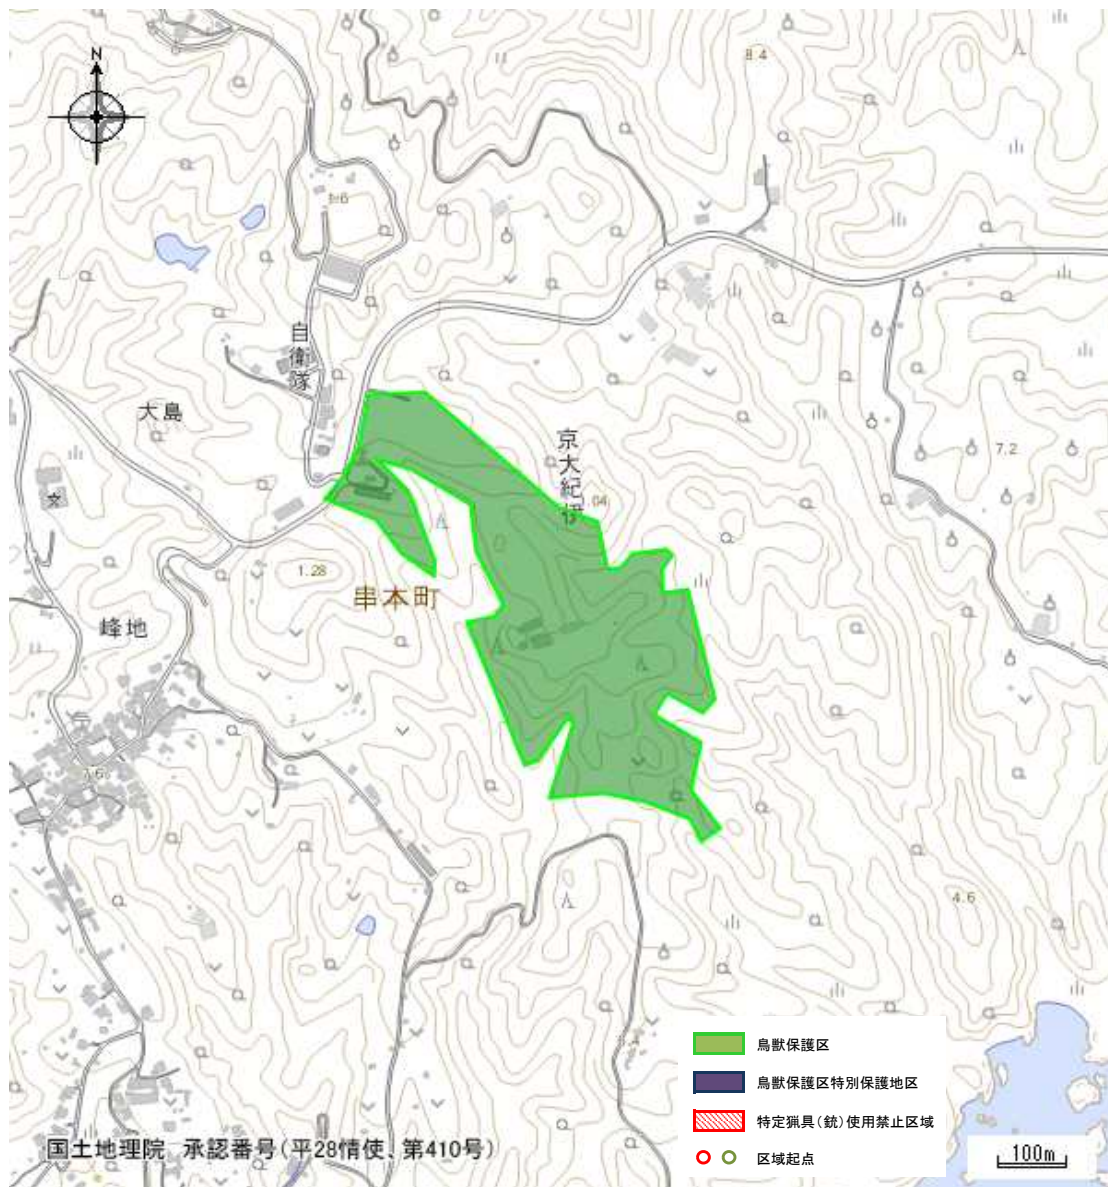 N
8.4
自衛隊
大島
京大紀伊
7.2
1.28
串本町
峰地
4.6
鳥獣保護区
鳥獣保護区特別保護地区
特定猟具(銃)使用禁止区域
区域起点
国土地理院 承認番号(平28情使、第410号)
100m